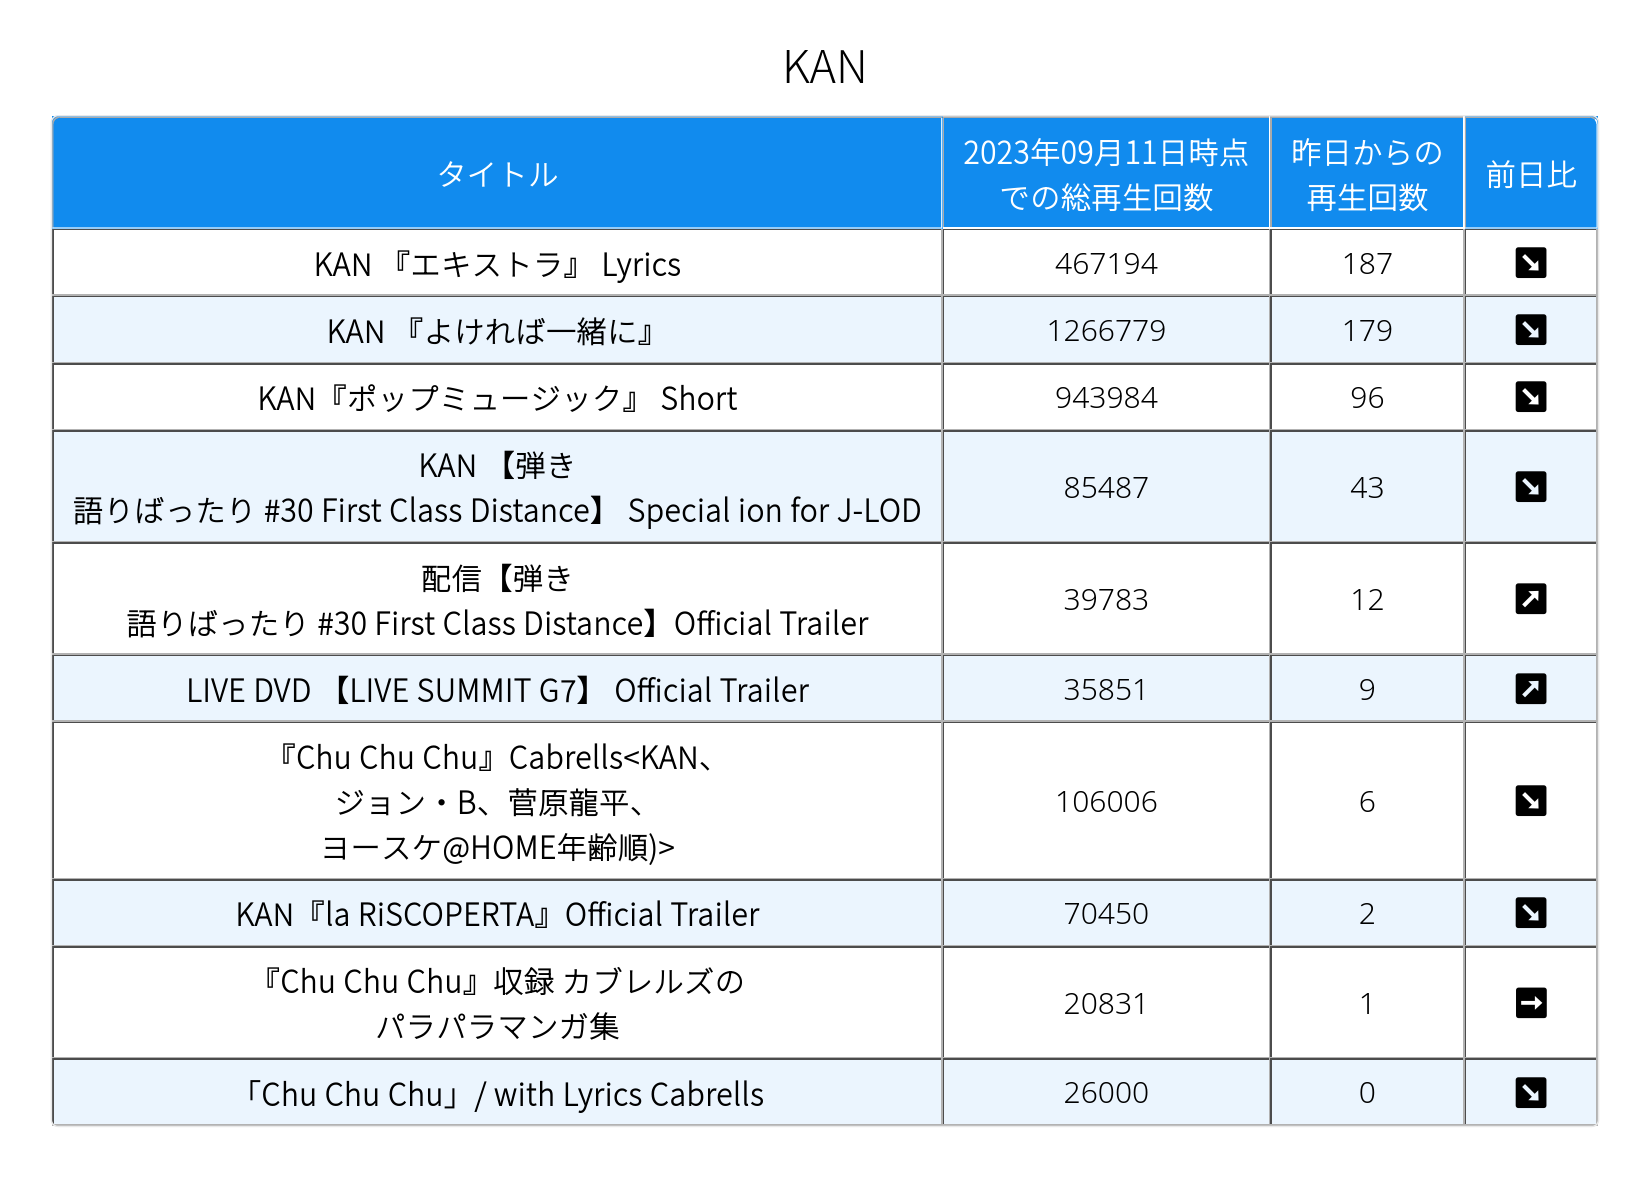 KAN
タイトル
2023年09月11日時点
での総再生回数
昨日からの
再生回数
前日比
KAN 『エキストラ』 Lyrics
467194
187
KAN 『よければ一緒に』
1266779
179
KAN『ポップミュージック』 Short
943984
96
KAN 【弾き
語りばったり #30 First Class Distance】 Special ion for J-LOD
85487
43
配信【弾き
語りばったり #30 First Class Distance】Official Trailer
39783
12
LIVE DVD 【LIVE SUMMIT G7】 Official Trailer
35851
9
『Chu Chu Chu』Cabrells<KAN、
ジョン・B、菅原龍平、
ヨースケ@HOME年齢順)>
106006
6
KAN『la RiSCOPERTA』Official Trailer
70450
2
『Chu Chu Chu』収録 カブレルズの
パラパラマンガ集
20831
1
「Chu Chu Chu」/ with Lyrics Cabrells
26000
0